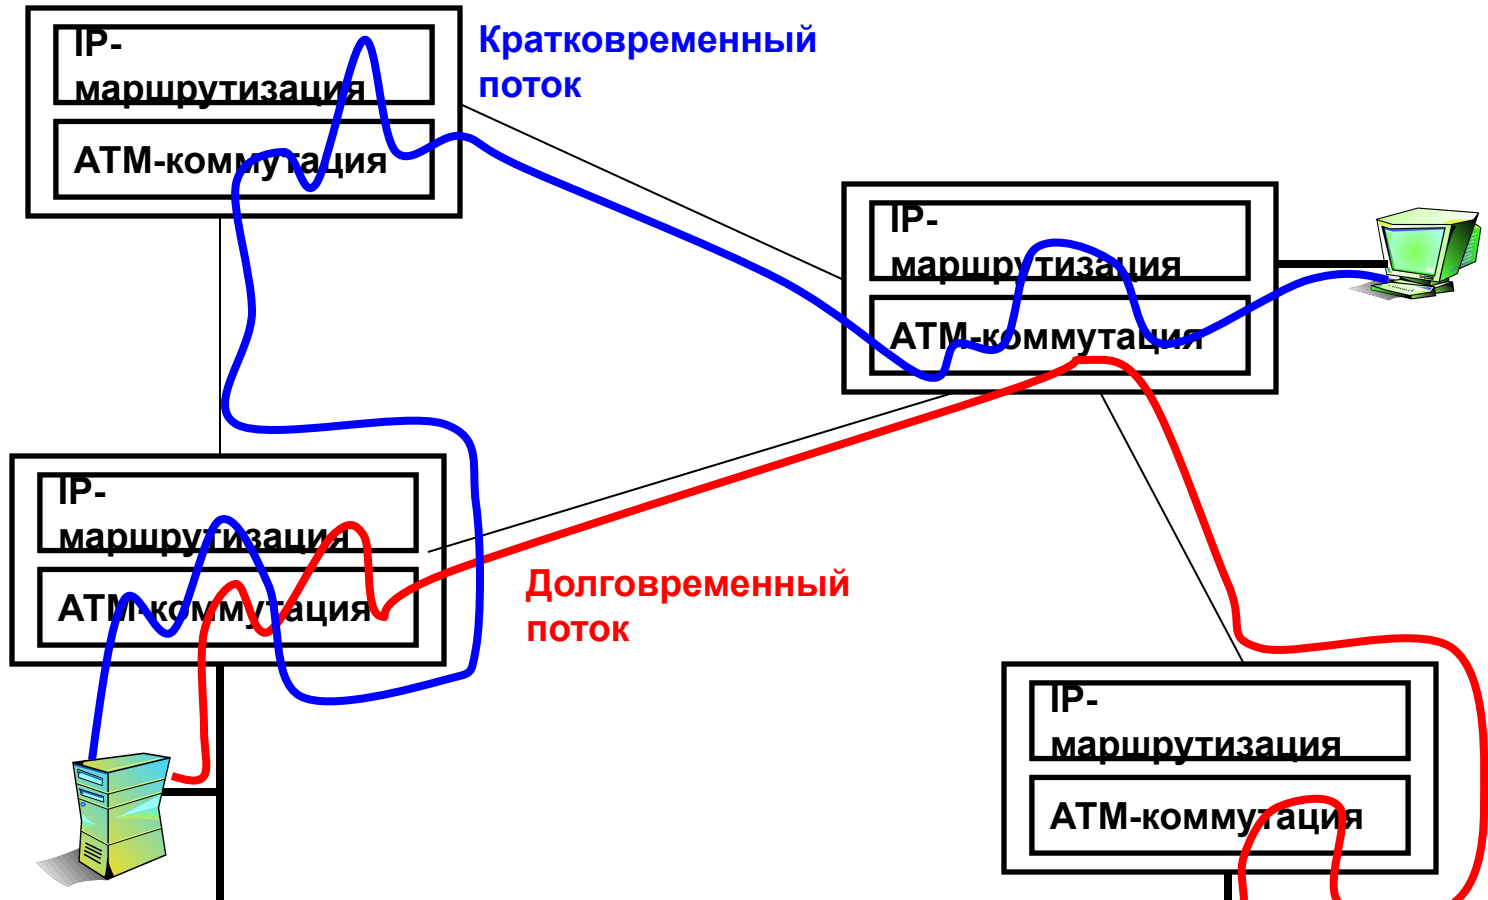 IP-
маршрутизация
АТМ-коммутация
Кратковременный
поток
IP-
маршрутизация
АТМ-коммутация
IP-
маршрутизация
АТМ-коммутация
Долговременный
поток
IP-
маршрутизация
АТМ-коммутация